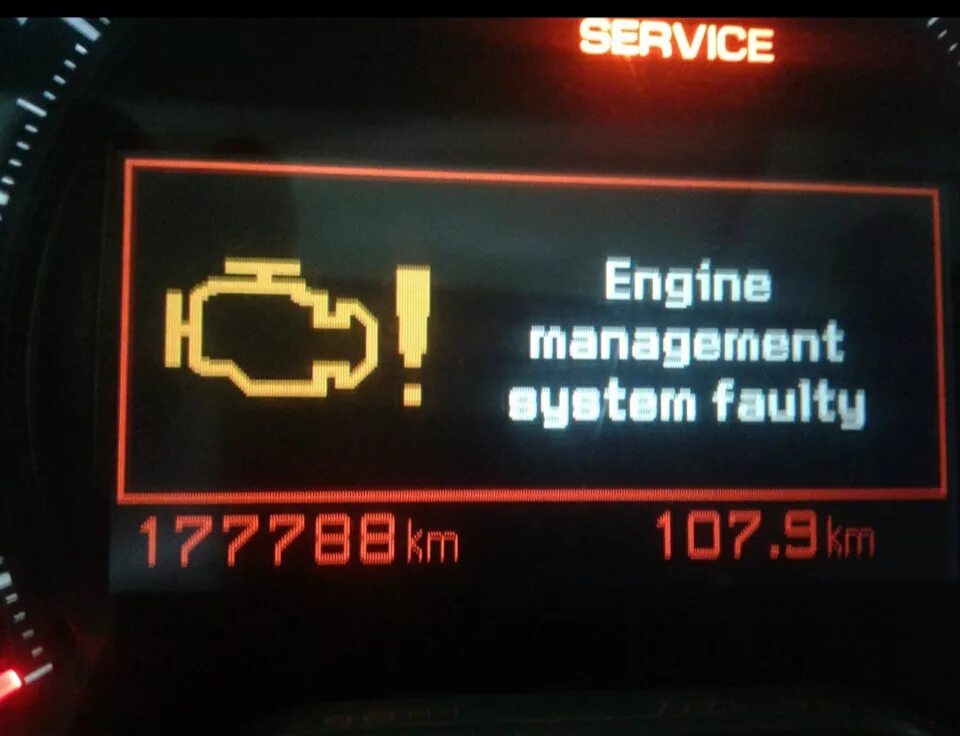 SERVICE
Engine
management
system faulty
177788km 107.9km